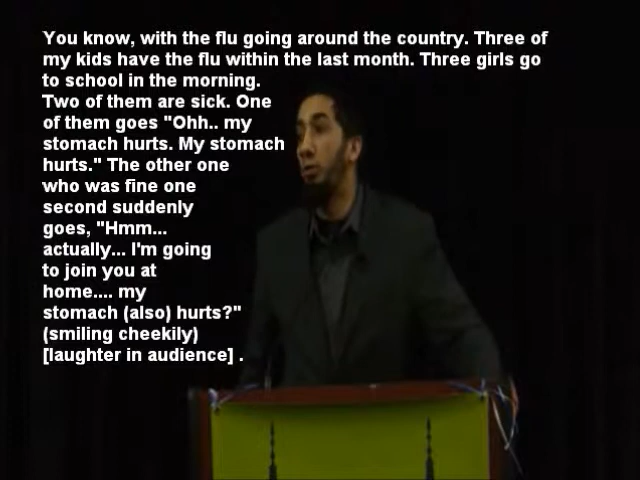 You know, with the flu going around the country. Three of
my kids have the flu within the last month. Three girls go
to school in the morning.
Two of them are sick. One
of them goes "Ohh.. my
stomach hurts. My stomach
hurts." The other one
who was fine one
second suddenly
goes, "Hmm...
actually... I'm going
to join you at
home.... my
stomach (also) hurts?"
(smiling cheekily)
[laughter in audience] .